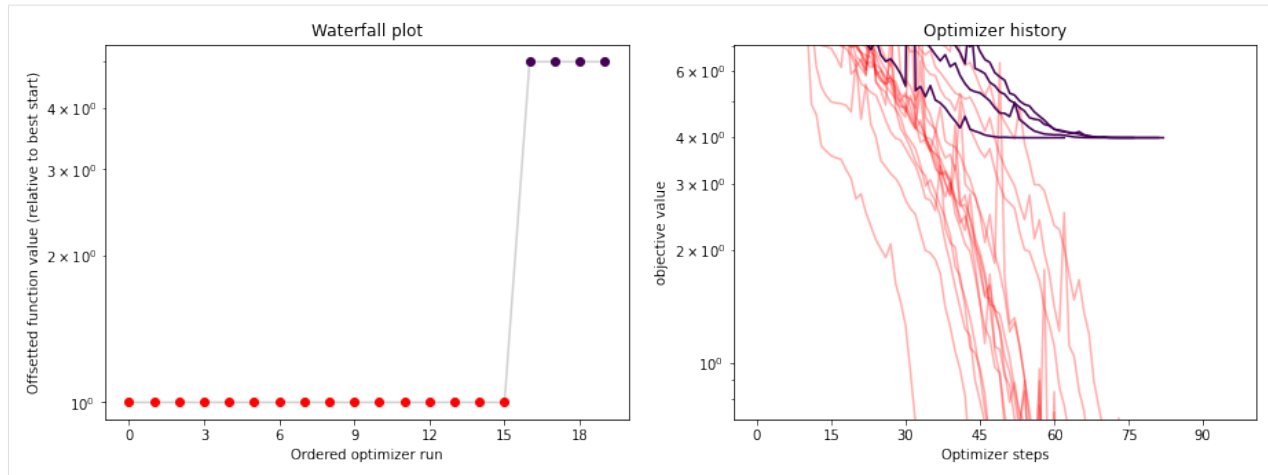 Waterfall plot
Offsetted function value (relative to best start)
4 × 10⁰
3 × 10⁰
2 × 10⁰
10⁰
0 3 6 9 12 15 18
Ordered optimizer run
Optimizer history
objective value
6 × 10⁰
4 × 10⁰
3 × 10⁰
2 × 10⁰
10⁰
0 15 30 45 60 75 90
Optimizer steps